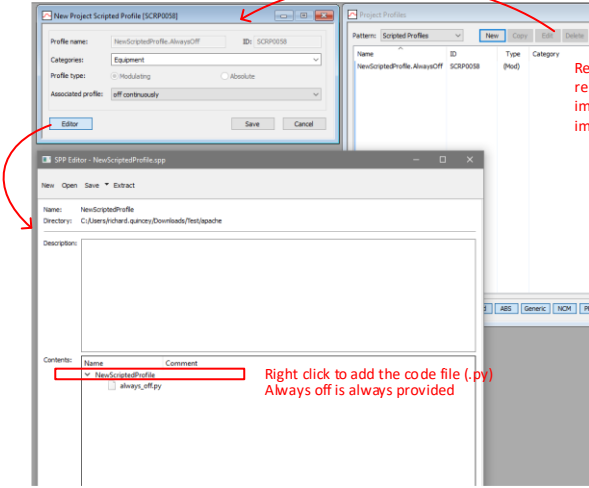 New Project Scripted Profile [SCRP0058]
Profile name: NewScriptedProfile.AlwaysOff ID: SCRP0058
Categories: Equipment
Profile type: Modulating Absolute
Associated profile: off continuously
Editor Save Cancel
Project Profiles
Pattern: Scripted Profiles New Copy Edit Delete
Name ID Type Category
NewScriptedProfile.AlwaysOff SCRP0058 (Mod)
Re
re
im
im
ABS Generic NCM
SPP Editor - NewScriptedProfile.spp
New Open Save Extract
Name: NewScriptedProfile
Directory: C:/Users/richard.quincey/Downloads/Test/apache
Description:
Contents:
Name Comment
NewScriptedProfile
always_off.py
Right click to add the code file (.py)
Always off is always provided